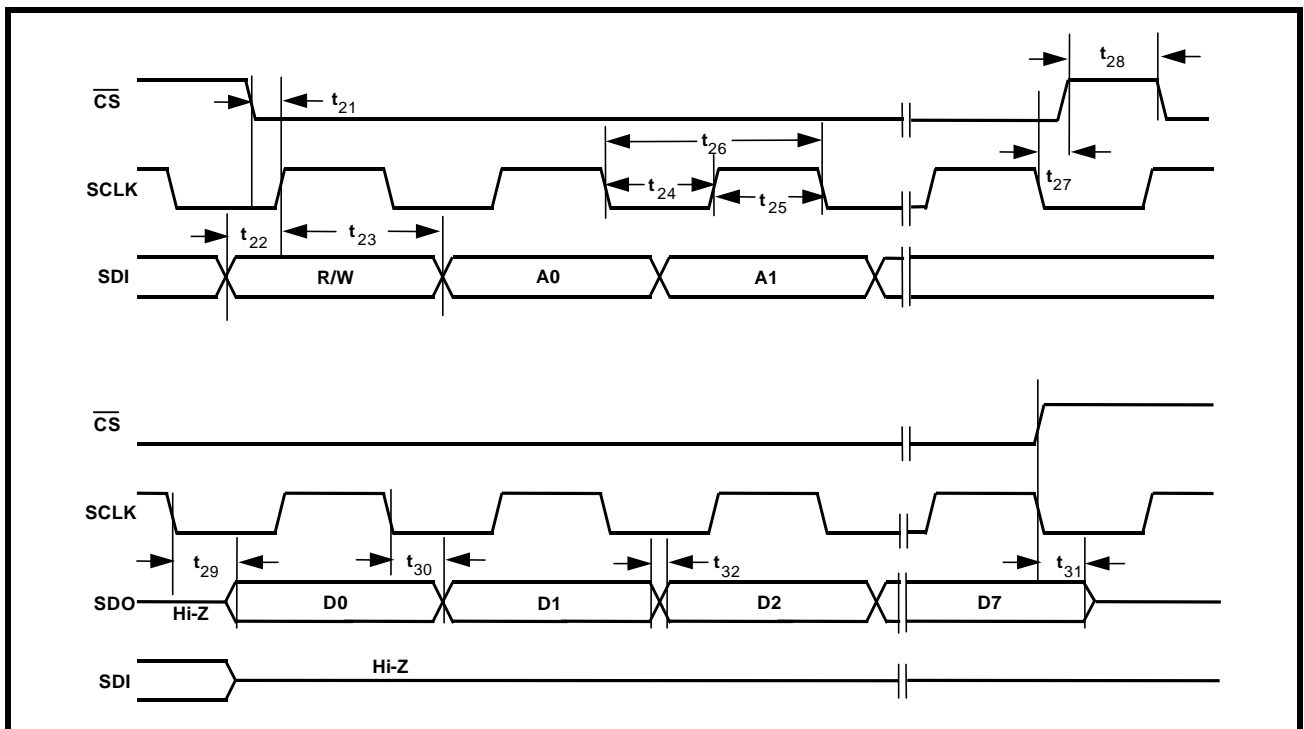 t28
CS
t21
t26
SCLK
t24
t25
t27
t22
t23
SDI
R/W
A0
A1
CS
SCLK
t29
t30
t32
t31
SDO
Hi-Z
D0
D1
D2
D7
SDI
Hi-Z